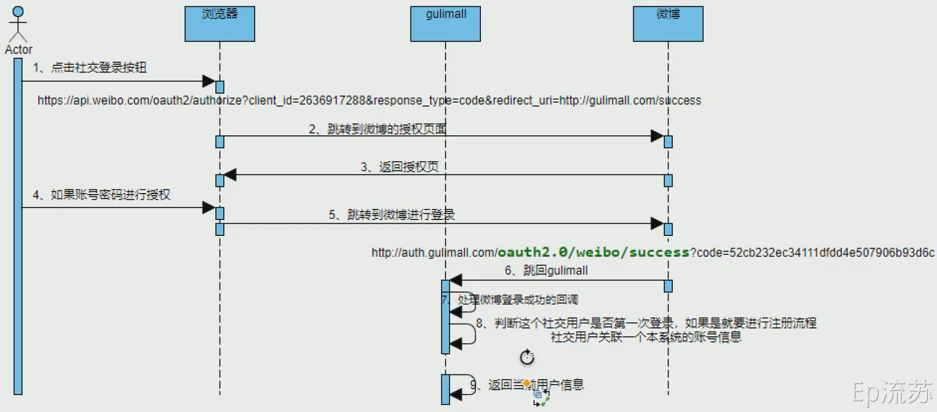 浏览器
gulimall
微博
Actor
1、点击社交登录按钮
https://api.weibo.com/oauth2/authorize?client_id=2636917288&response_type=code&redirect_uri=http://gulimall.com/success
2、跳转到微博的授权页面
3、返回授权页
4、如果账号密码进行授权
5、跳转到微博进行登录
http://auth.gulimall.com/oauth2.0/weibo/success?code=52cb232ec34111dfdd4e507906b93d6c
6、跳回gulimall
7、处理微博登录成功的回调
8、判断这个社交用户是否第一次登录，如果是就要进行注册流程
社交用户关联一个本系统的账号信息
9、返回当前用户信息
Ep流苏